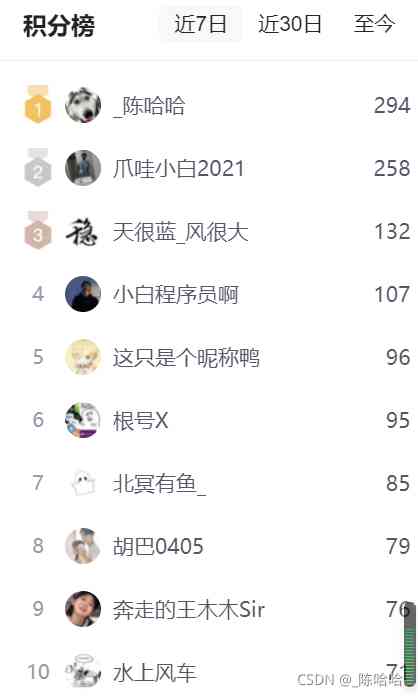 积分榜 近7日 近30日 至今
1 _陈哈哈 294
2 爪哇小白2021 258
3 稳 天很蓝_风很大 132
4 小白程序员啊 107
5 这只是个昵称鸭 96
6 根号X 95
7 北冥有鱼_ 85
8 胡巴0405 79
9 奔走的王木木Sir 76
10 水上风车 71
CSDN @_陈哈哈